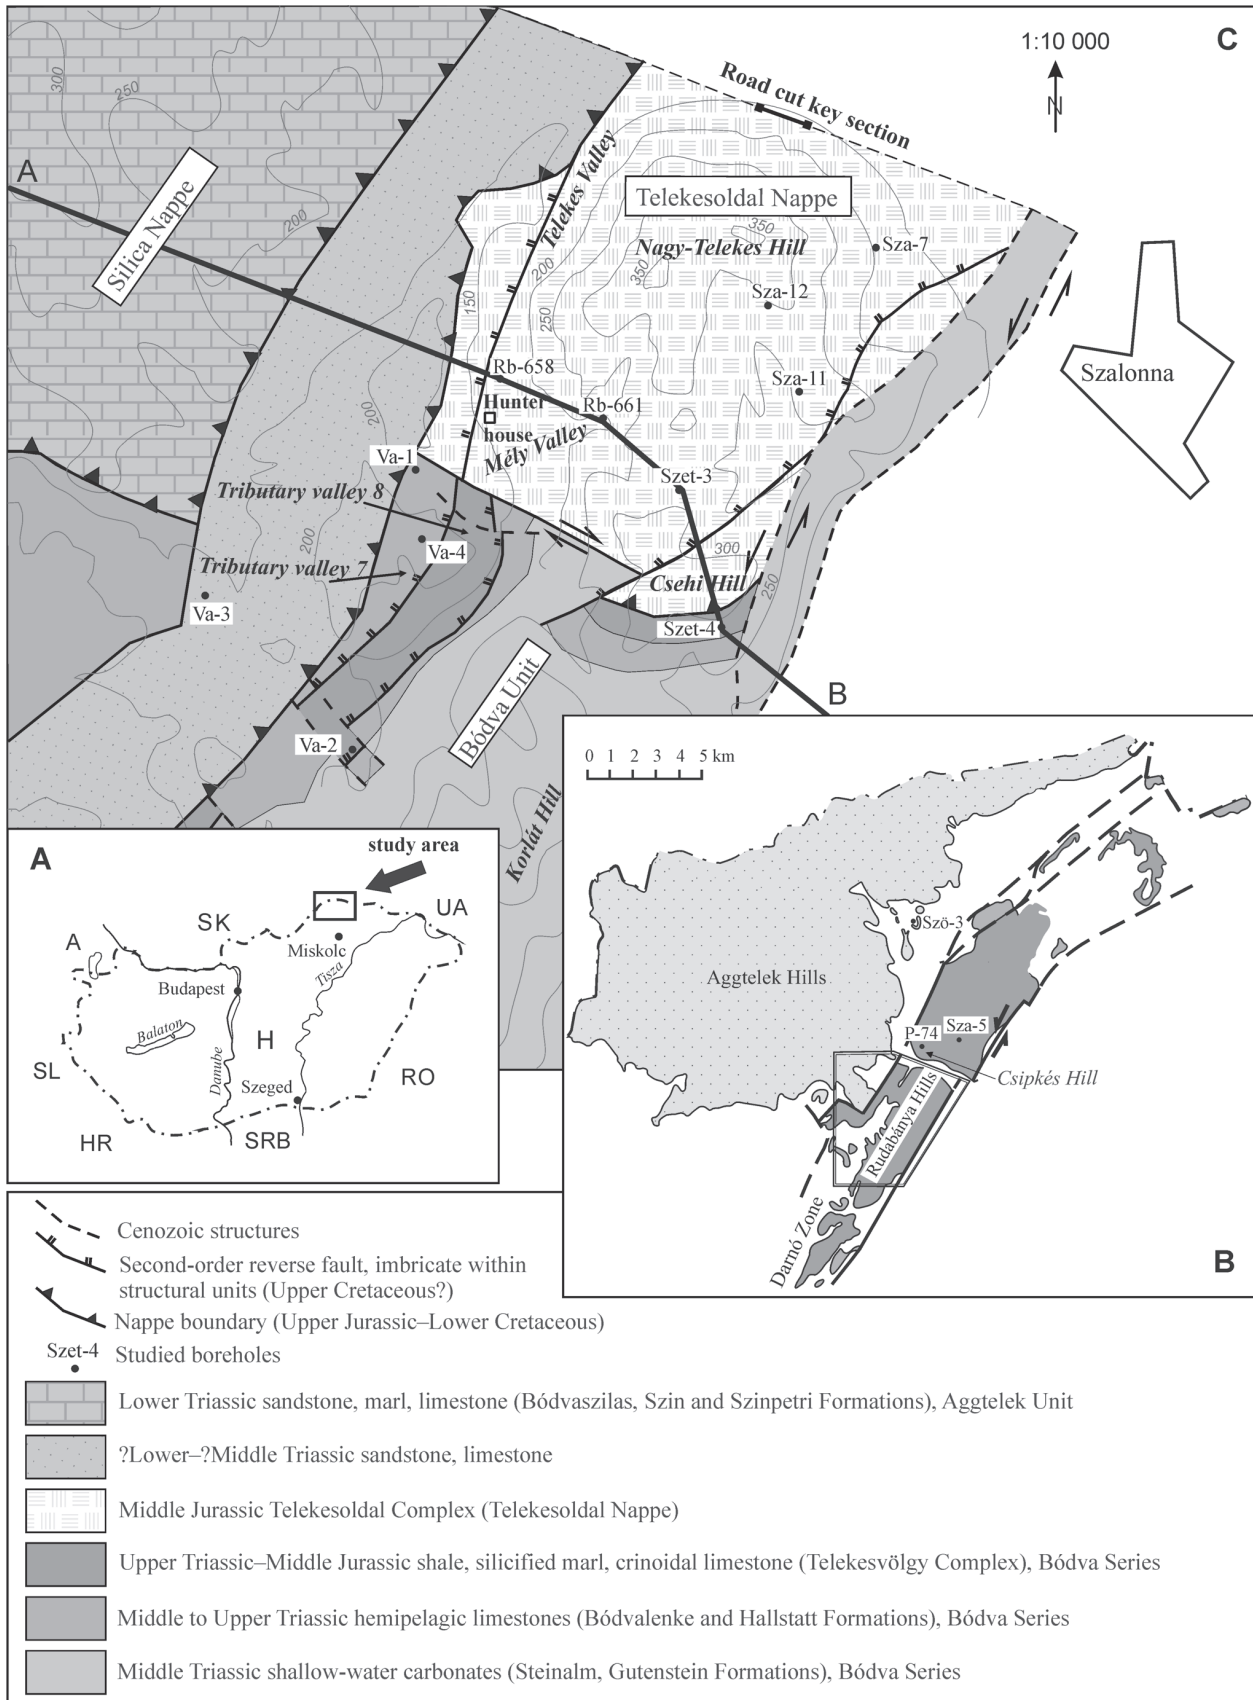 1:10 000
C
N
Road cut key section
300
250
A
Silica Nappe
200
Telekes Valley
Telekesoldal Nappe
350
Nagy-Telekes Hill
350
Sza-7
Sza-12
200
250
150
Szalonna
Rb-658
Sza-11
Hunter
house
Rb-661
Mély Valley
200
Va-1
Szet-3
Tributary valley 8
200
Va-4
300
Tributary valley 7
Csehi Hill
250
Va-3
Szet-4
Bódva Unit
B
Va-2
Korlát Hill
A
study area
SK
UA
A
Miskolc
Tisza
Budapest
Balaton
H
Danube
SL
Szeged
RO
HR
SRB
0 1 2 3 4 5 km
Szö-3
Aggtelek Hills
P-74
Sza-5
Csipkés Hill
Rudabánya Hills
Darnó Zone
B
Cenozoic structures
Second-order reverse fault, imbricate within
structural units (Upper Cretaceous?)
Nappe boundary (Upper Jurassic–Lower Cretaceous)
Szet-4 Studied boreholes
Lower Triassic sandstone, marl, limestone (Bódvaszilas, Szin and Szinpetri Formations), Aggtelek Unit
?Lower–?Middle Triassic sandstone, limestone
Middle Jurassic Telekesoldal Complex (Telekesoldal Nappe)
Upper Triassic–Middle Jurassic shale, silicified marl, crinoidal limestone (Telekesvölgy Complex), Bódva Series
Middle to Upper Triassic hemipelagic limestones (Bódvalenke and Hallstatt Formations), Bódva Series
Middle Triassic shallow-water carbonates (Steinalm, Gutenstein Formations), Bódva Series